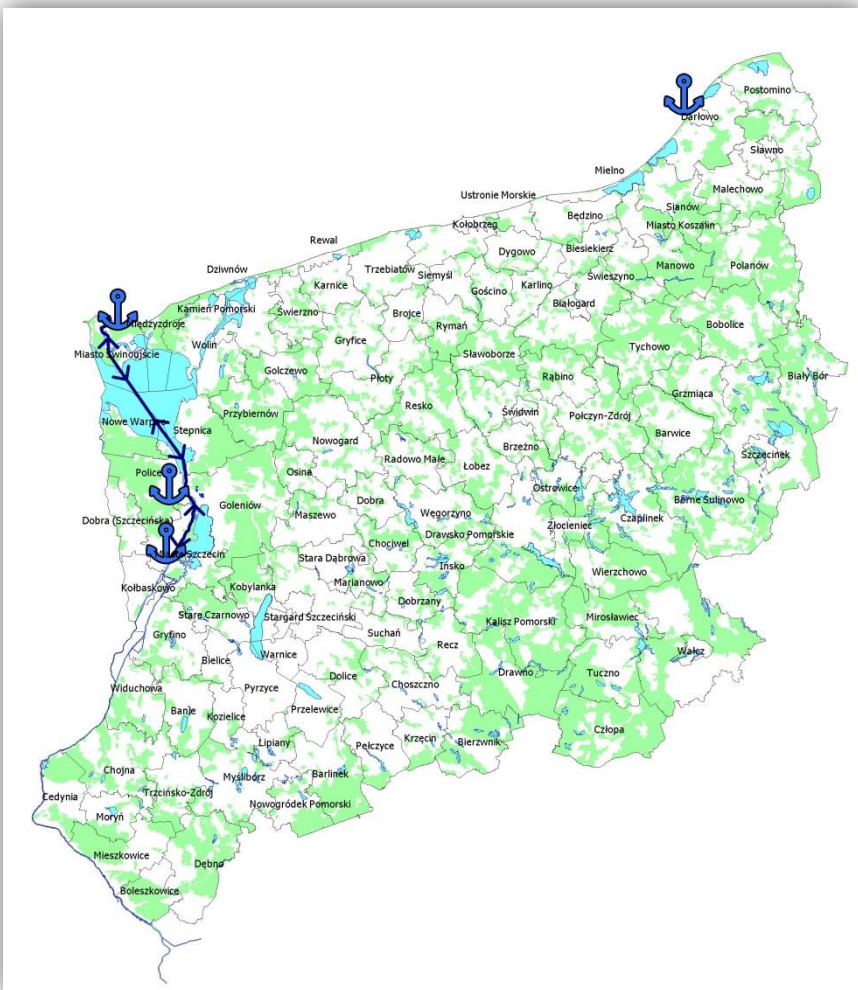 Postomino
Darłowo
Sławno
Mielno
Malechowo
Ustronie Morskie
Sianów
Będzino
Kołobrzeg
Miasto Koszalin
Rewal
Dygowo
Biesiekierz
Dziwnów
Trzebiatów
Siemyśl
Świeszyno
Manowo
Polanów
Karnice
Gościno
Karlino
Białogard
Kamień Pomorski
Świerzno
Brojce
Międzyzdroje
Rymań
Bobolice
Wolin
Gryfice
Tychowo
Miasto Świnoujście
Sławoborze
Golczewo
Rąbino
Biały Bór
Płoty
Grzmiąca
Resko
Świdwin
Połczyn-Zdrój
Przybiernów
Nowe Warpno
Stepnica
Barwice
Nowogard
Brzeżno
Szczecinek
Radowo Małe
Łobez
Police
Osina
Ostrowice
Dobra
Borne Sulinowo
Goleniów
Maszewo
Węgorzyno
Czaplinek
Dobra (Szczecińska)
Złocieniec
Drawsko Pomorskie
Chociwel
Szczecin
Stara Dąbrowa
Ińsko
Wierzchowo
Kołbaskowo
Kobylanka
Marianowo
Dobrzany
Stare Czarnowo
Stargard Szczeciński
Kalisz Pomorski
Mirosławiec
Gryfino
Suchań
Recz
Wałcz
Bielice
Warnice
Drawno
Tuczno
Widuchowa
Pyrzyce
Dolice
Choszczno
Banie
Kozielice
Przelewice
Człopa
Lipiany
Krzęcin
Bierzwnik
Pełczyce
Chojna
Myślibórz
Barlinek
Cedynia
Trzcińsko-Zdrój
Nowogródek Pomorski
Moryń
Mieszkowice
Dębno
Boleszkowice